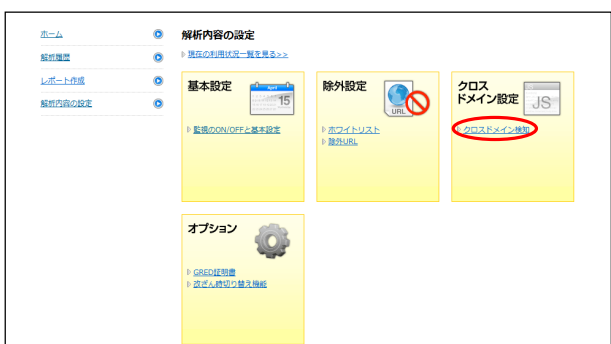 ホーム
解析履歴
レポート作成
解析内容の設定
解析内容の設定
現在の利用状況一覧を見る>>
基本設定
April
15
監視のON/OFFと基本設定
除外設定
URL
ホワイトリスト
除外URL
クロス
ドメイン設定
JS
クロスドメイン検知
オプション
GRED証明書
改ざん時切り替え機能